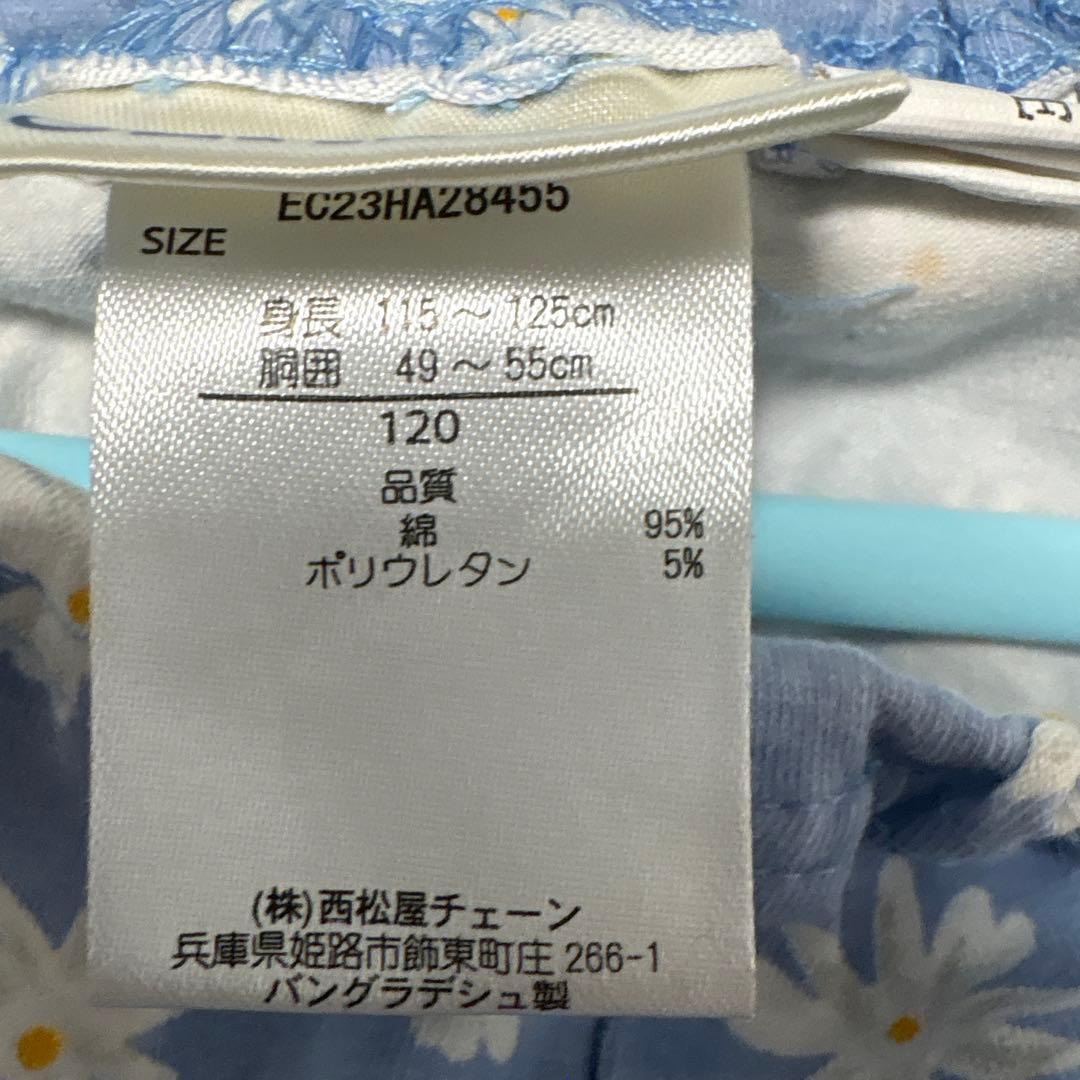 EC23HA28455
SIZE
身長 115～125cm
胴囲 49～55cm
120
品質
綿 95%
ポリウレタン 5%
(株)西松屋チェーン
兵庫県姫路市飾東町庄 266-1
バングラデシュ製